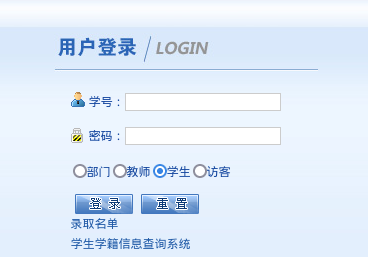 用户登录 LOGIN
学号：
密码：
部门 教师 学生 访客
登 录 重 置
录取名单
学生学籍信息查询系统